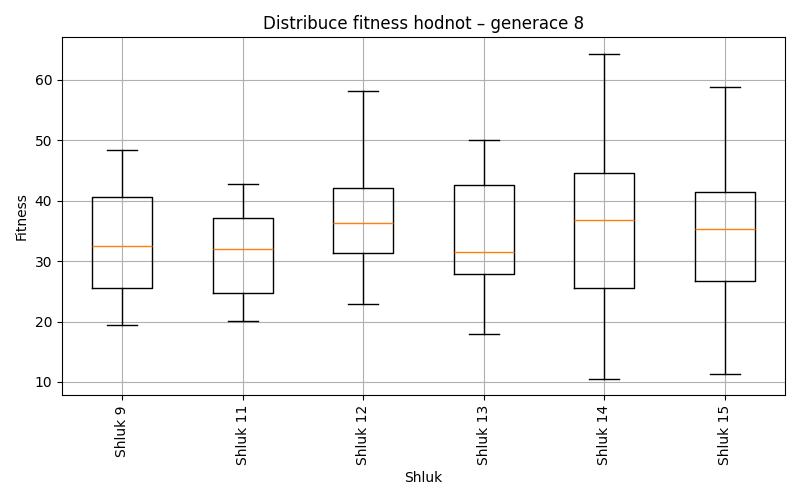 Distribuce fitness hodnot – generace 8
Fitness
60
50
40
30
20
10
Shluk 9
Shluk 11
Shluk 12
Shluk 13
Shluk 14
Shluk 15
Shluk